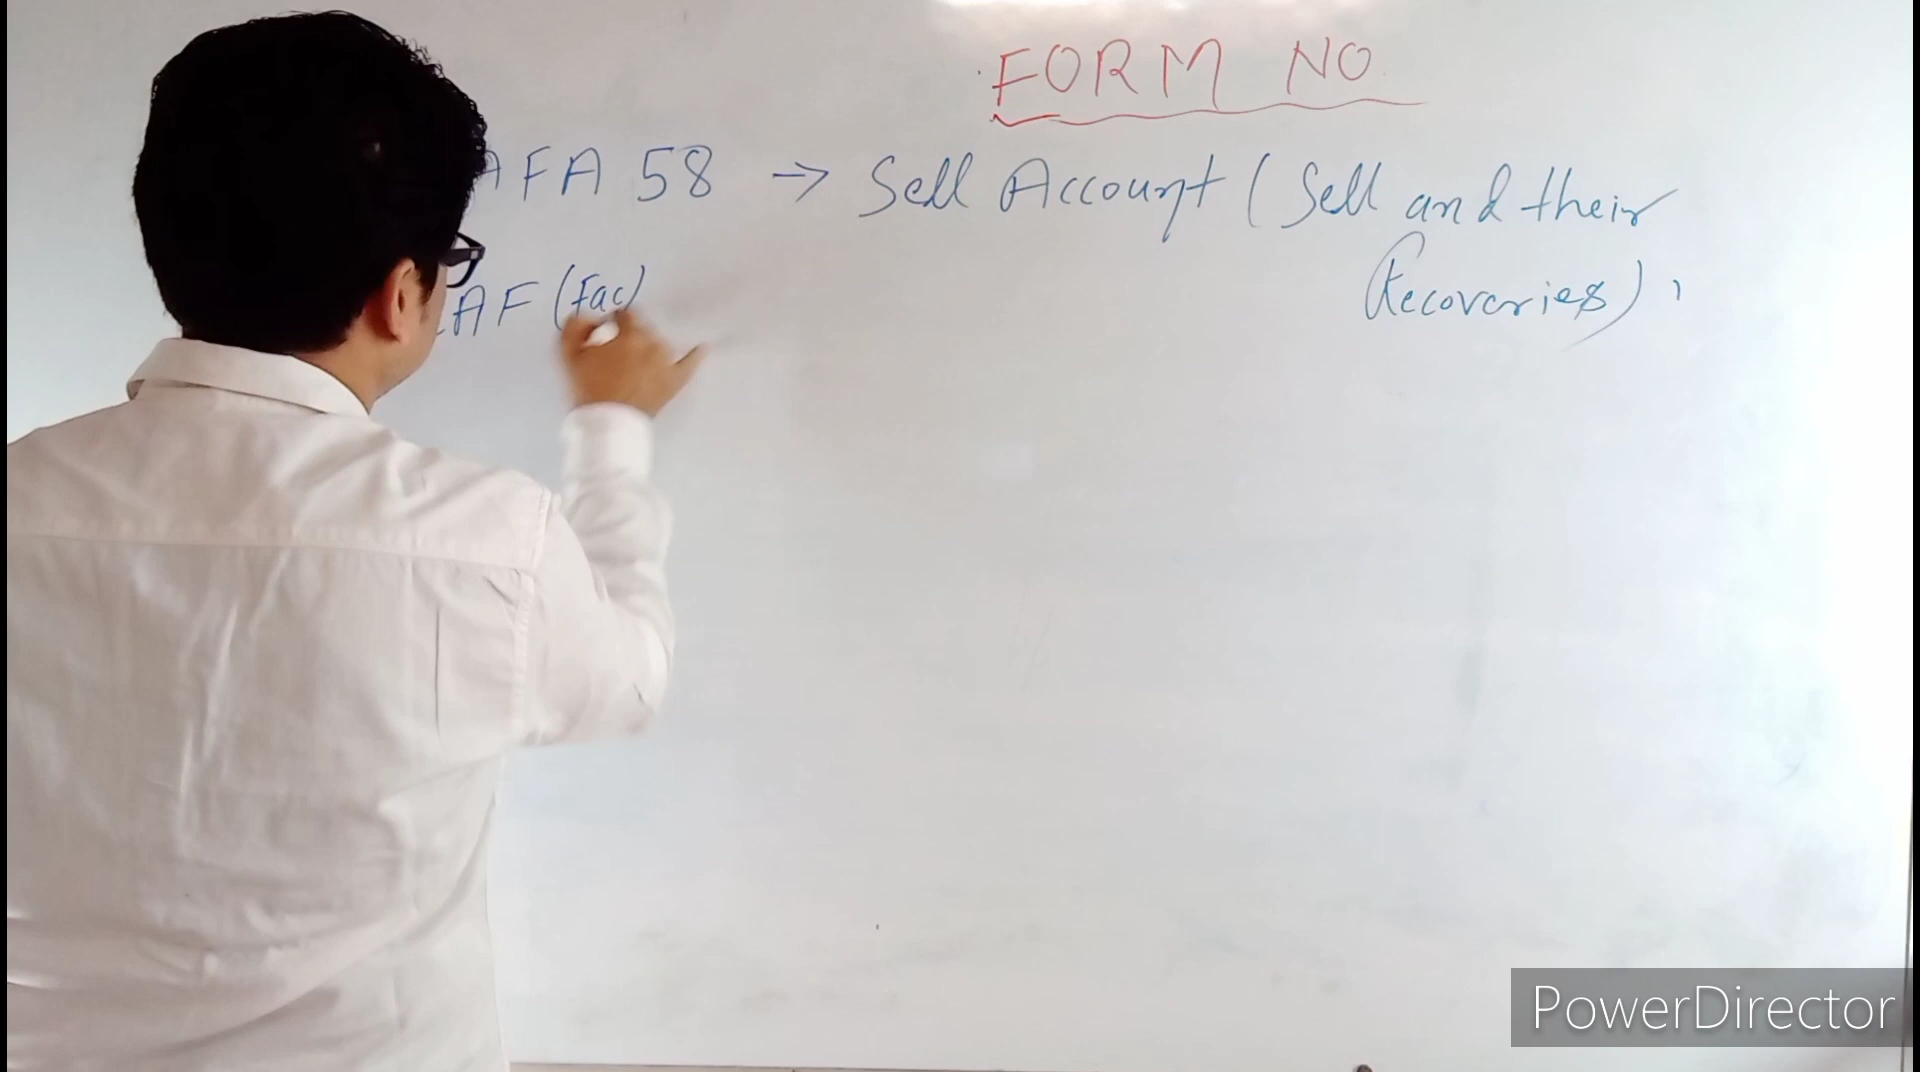 FORM NO
AFA 58 → Sell Account (Sell and their
Recoveries),
AF (Fac)
PowerDirector